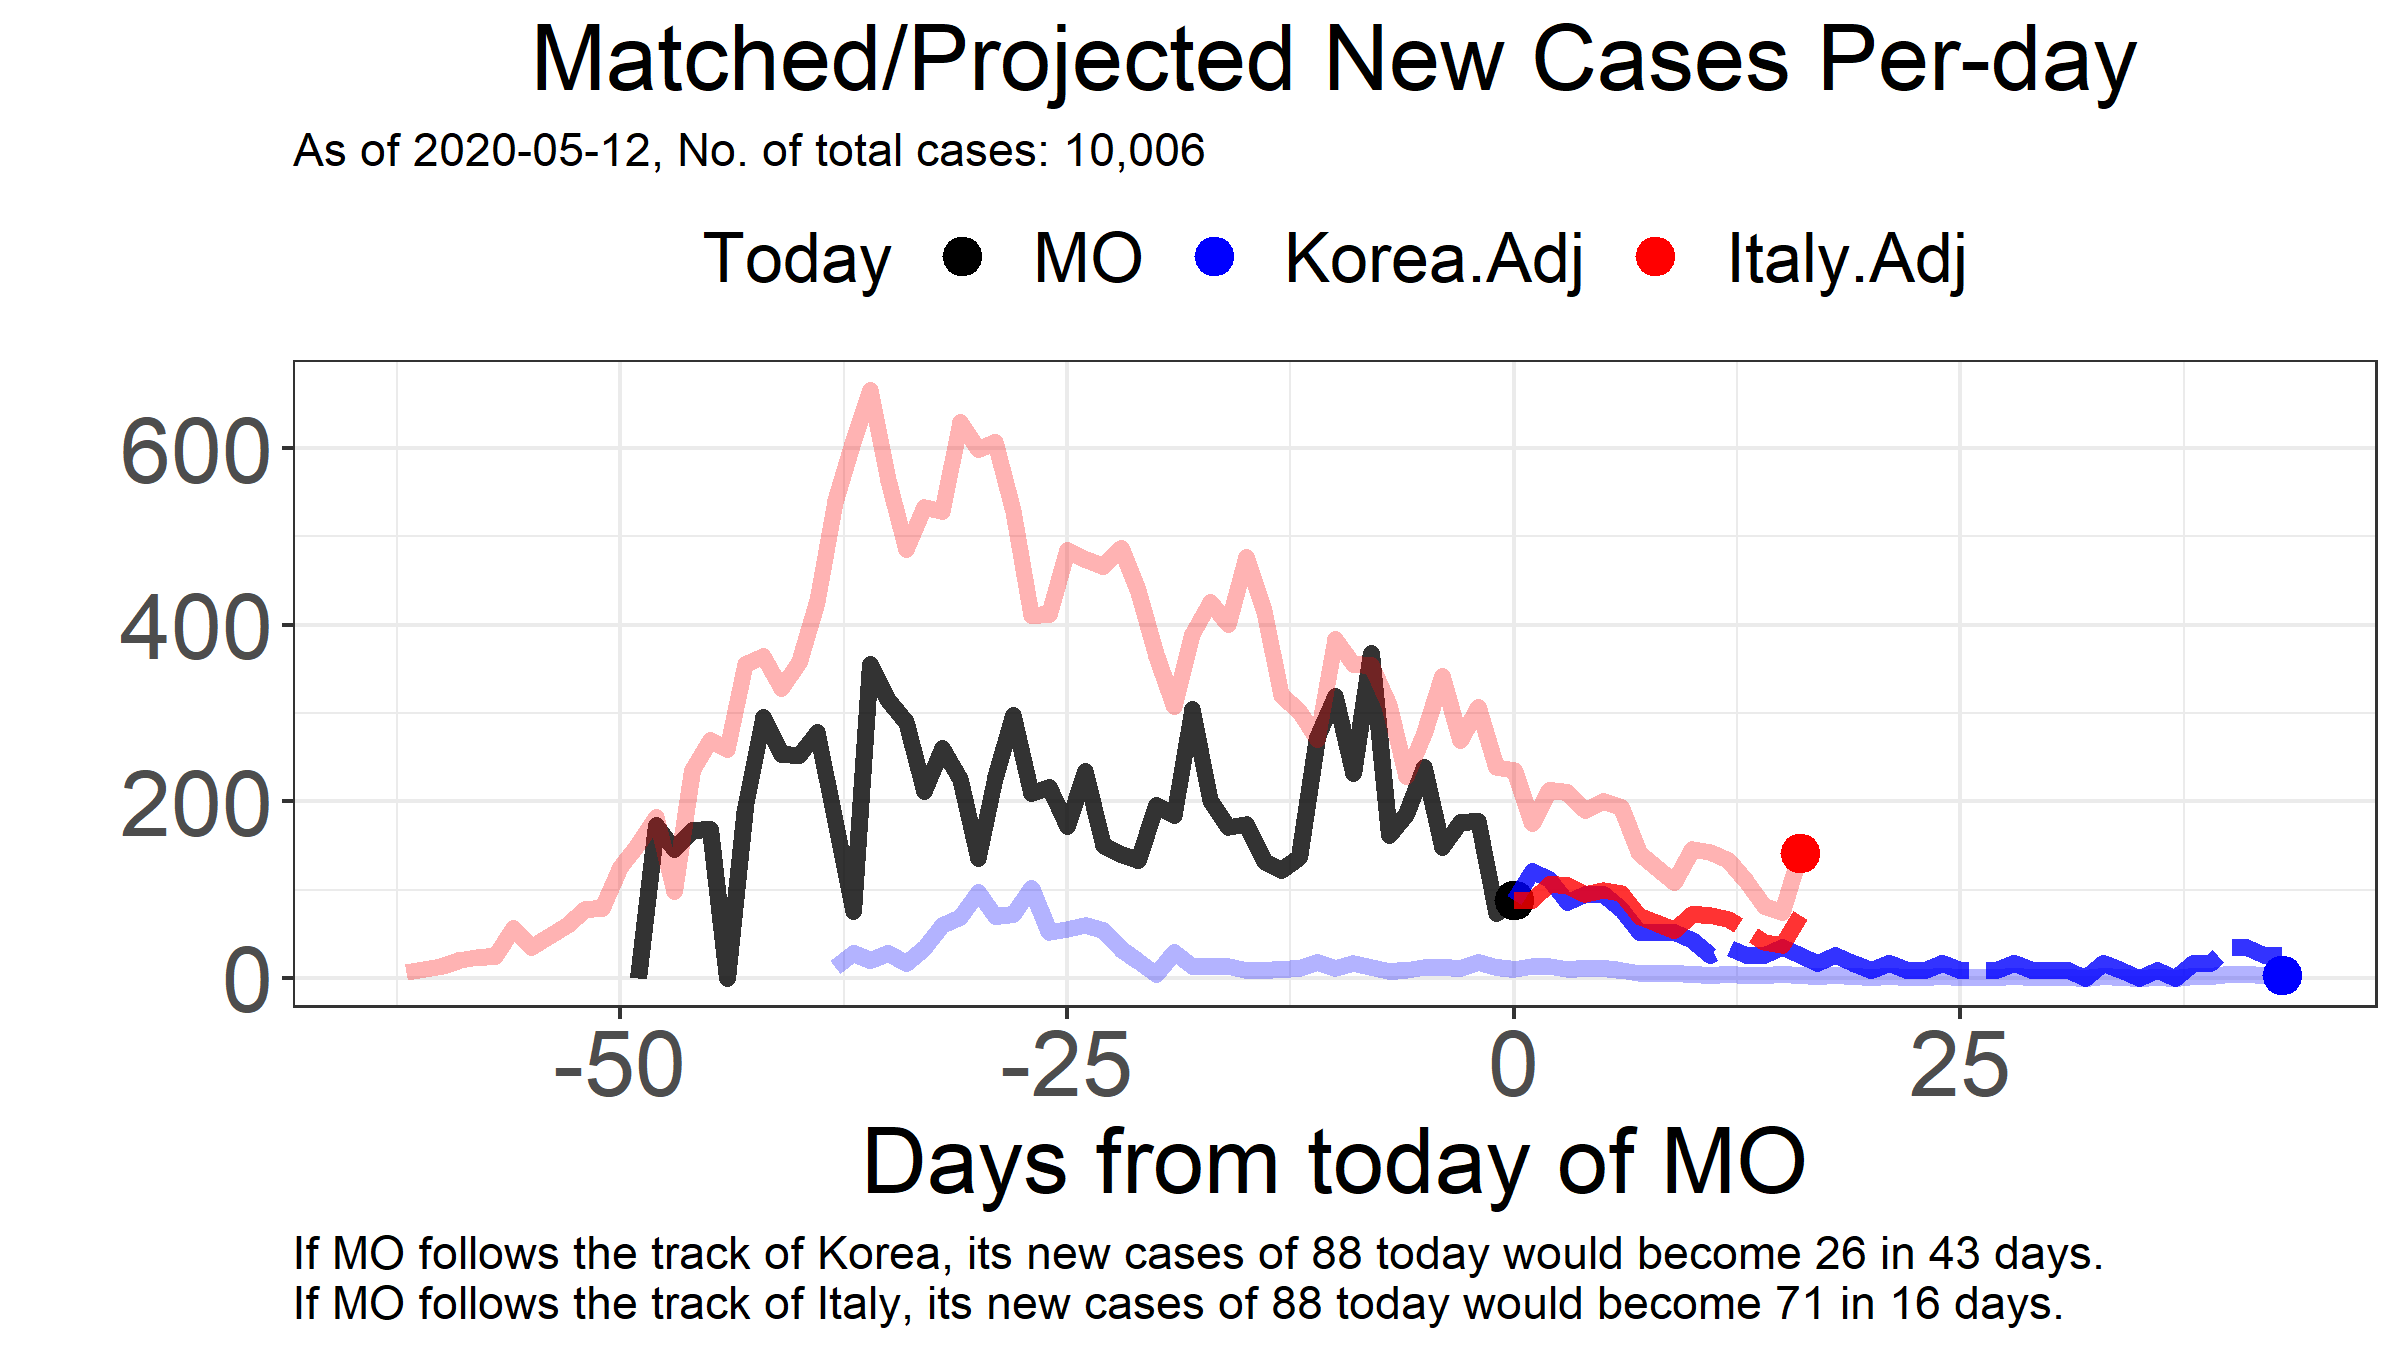 Matched/Projected New Cases Per-day
As of 2020-05-12, No. of total cases: 10,006
Today MO Korea.Adj Italy.Adj
600
400
200
0
-50 -25 0 25
Days from today of MO
If MO follows the track of Korea, its new cases of 88 today would become 26 in 43 days.
If MO follows the track of Italy, its new cases of 88 today would become 71 in 16 days.